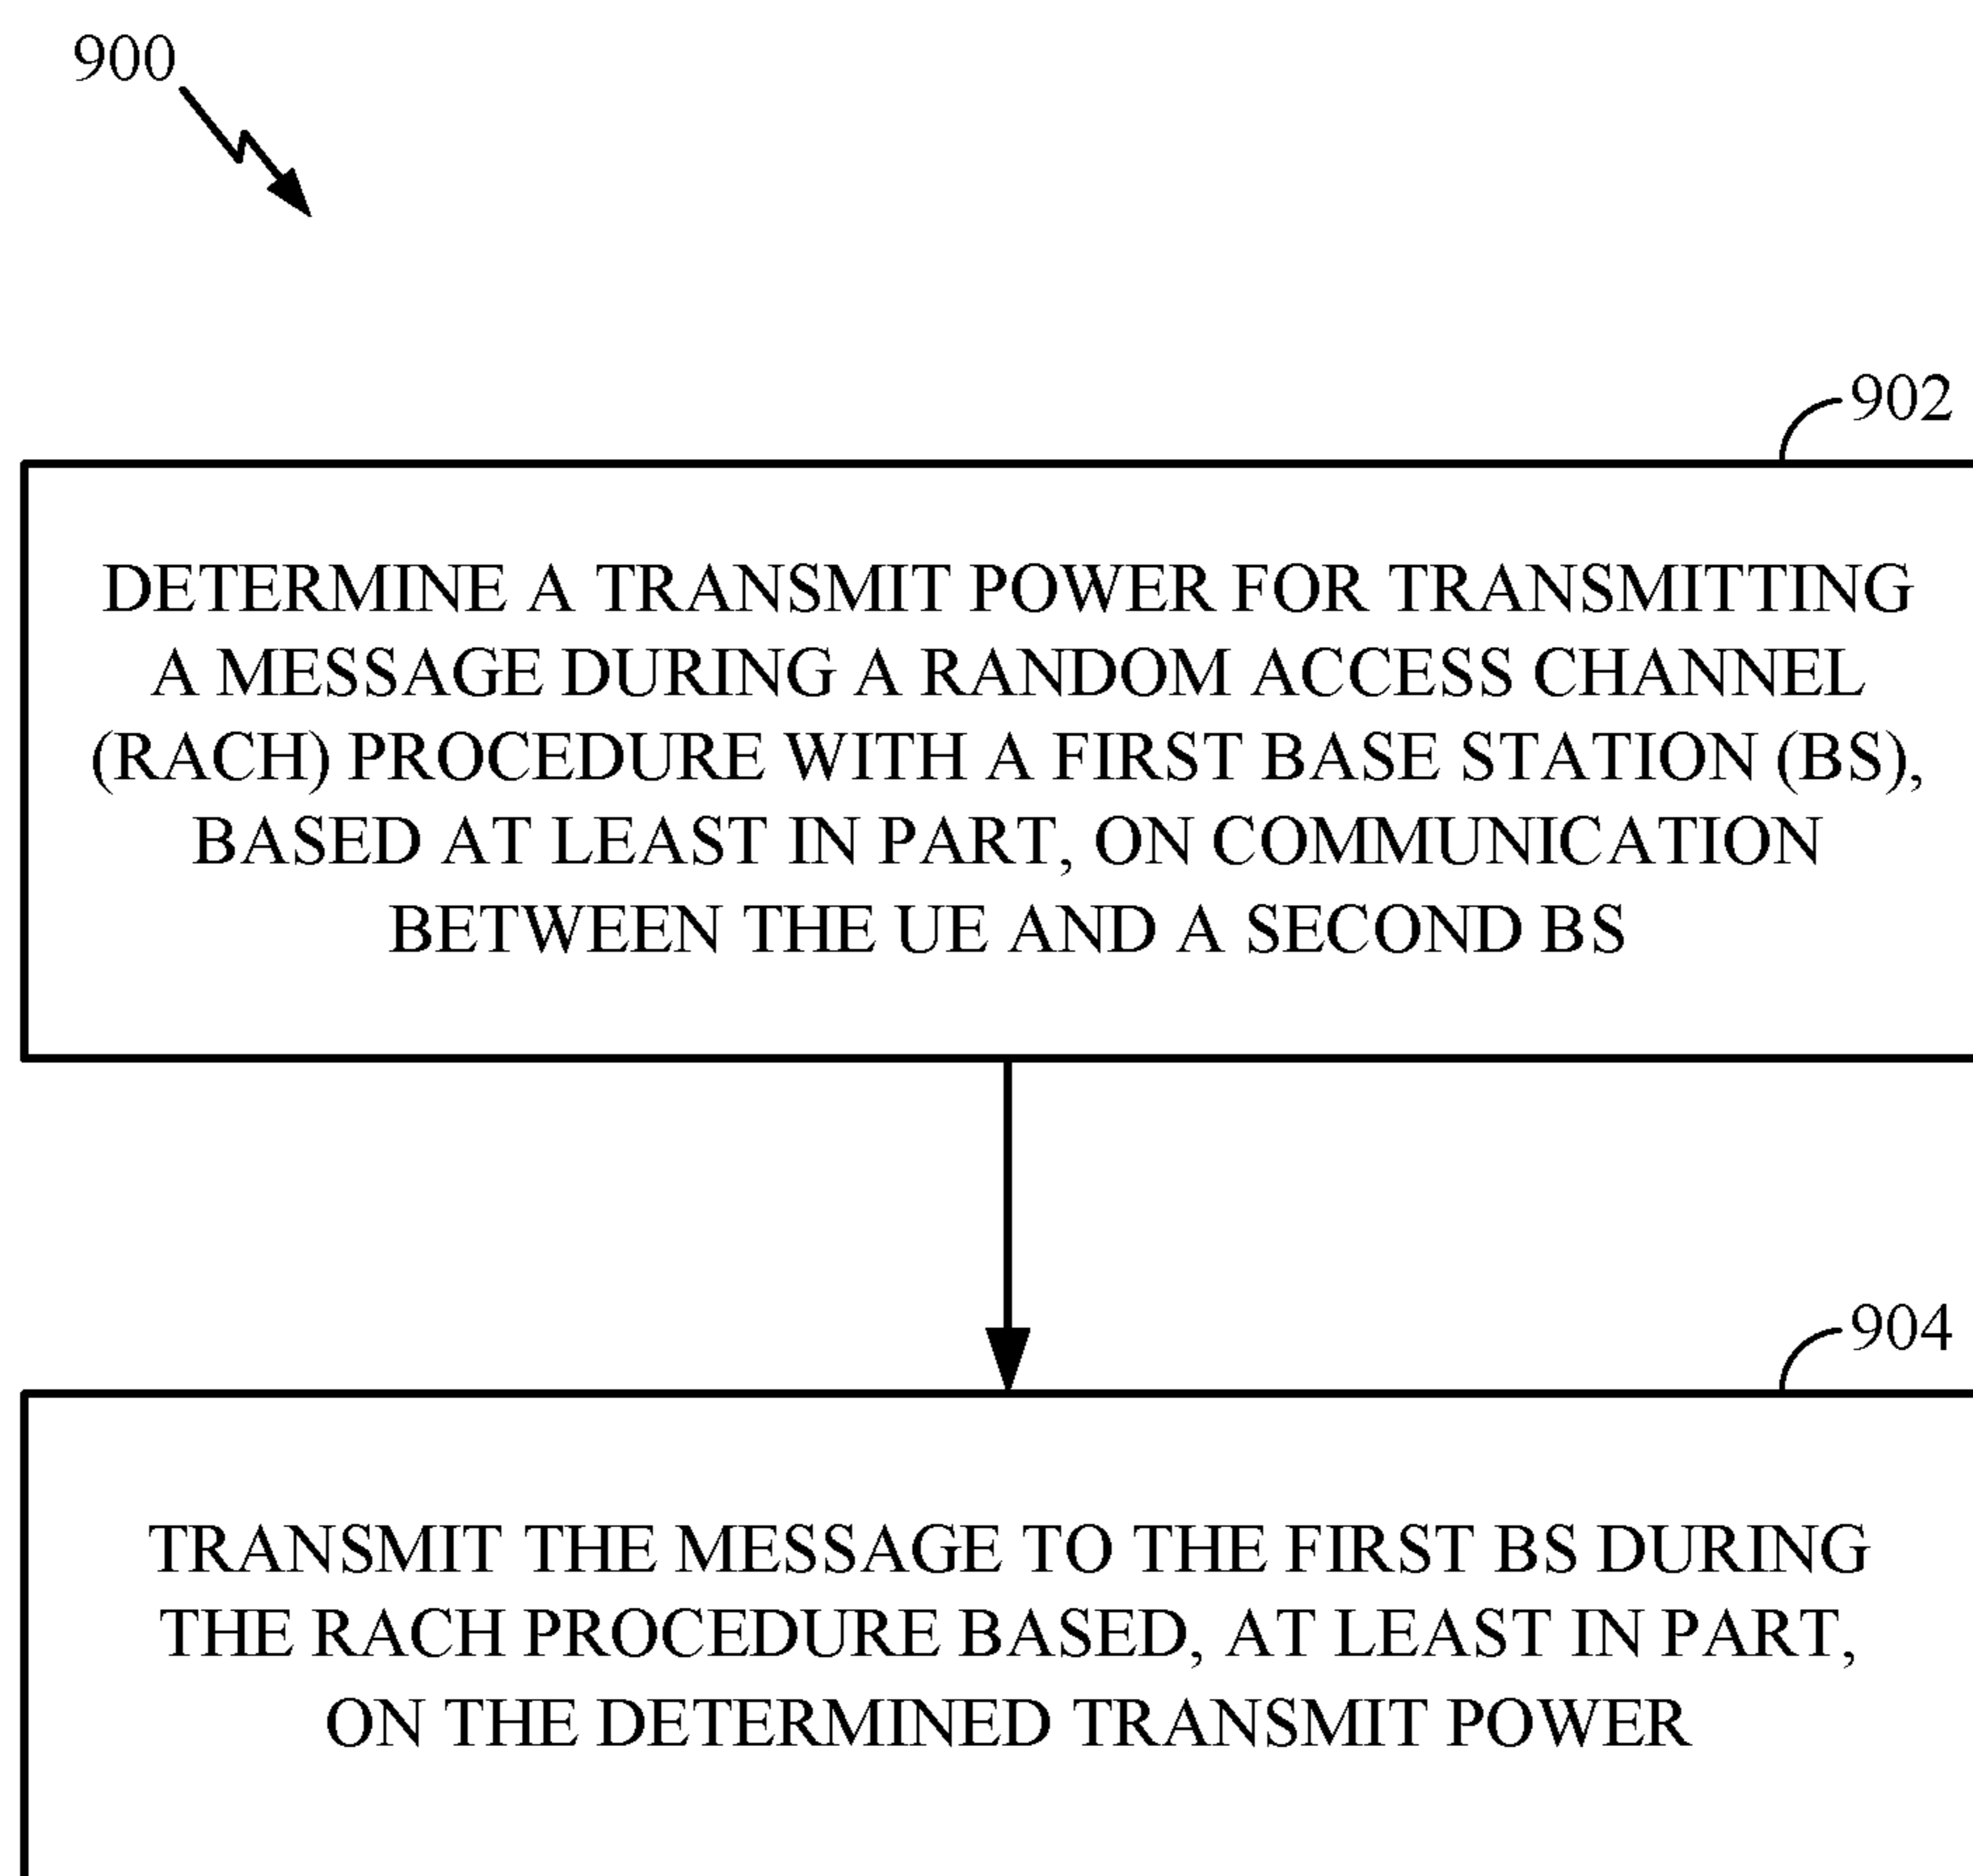 900
902
DETERMINE A TRANSMIT POWER FOR TRANSMITTING
A MESSAGE DURING A RANDOM ACCESS CHANNEL
(RACH) PROCEDURE WITH A FIRST BASE STATION (BS),
BASED AT LEAST IN PART, ON COMMUNICATION
BETWEEN THE UE AND A SECOND BS
904
TRANSMIT THE MESSAGE TO THE FIRST BS DURING
THE RACH PROCEDURE BASED, AT LEAST IN PART,
ON THE DETERMINED TRANSMIT POWER